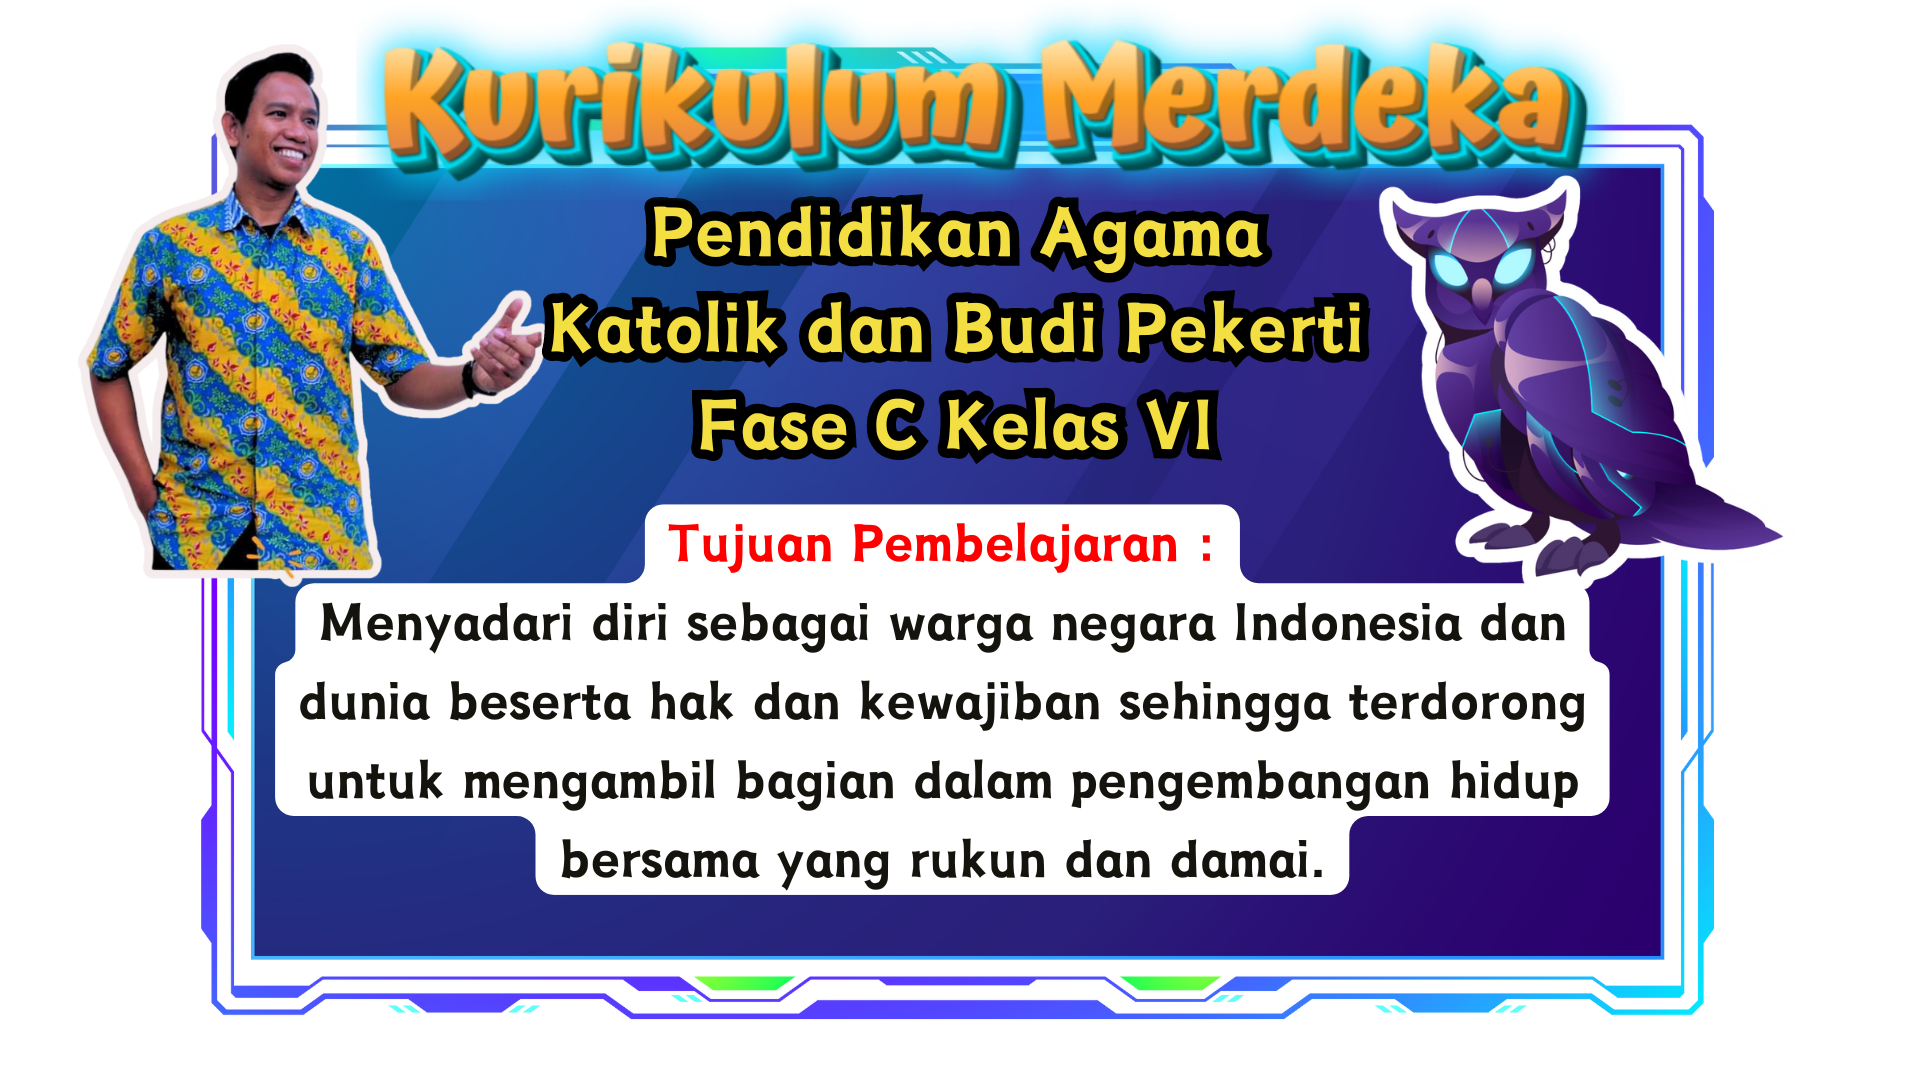 Kurikulum Merdeka
Pendidikan Agama
Katolik dan Budi Pekerti
Fase C Kelas VI
Tujuan Pembelajaran :
Menyadari diri sebagai warga negara Indonesia dan
dunia beserta hak dan kewajiban sehingga terdorong
untuk mengambil bagian dalam pengembangan hidup
bersama yang rukun dan damai.